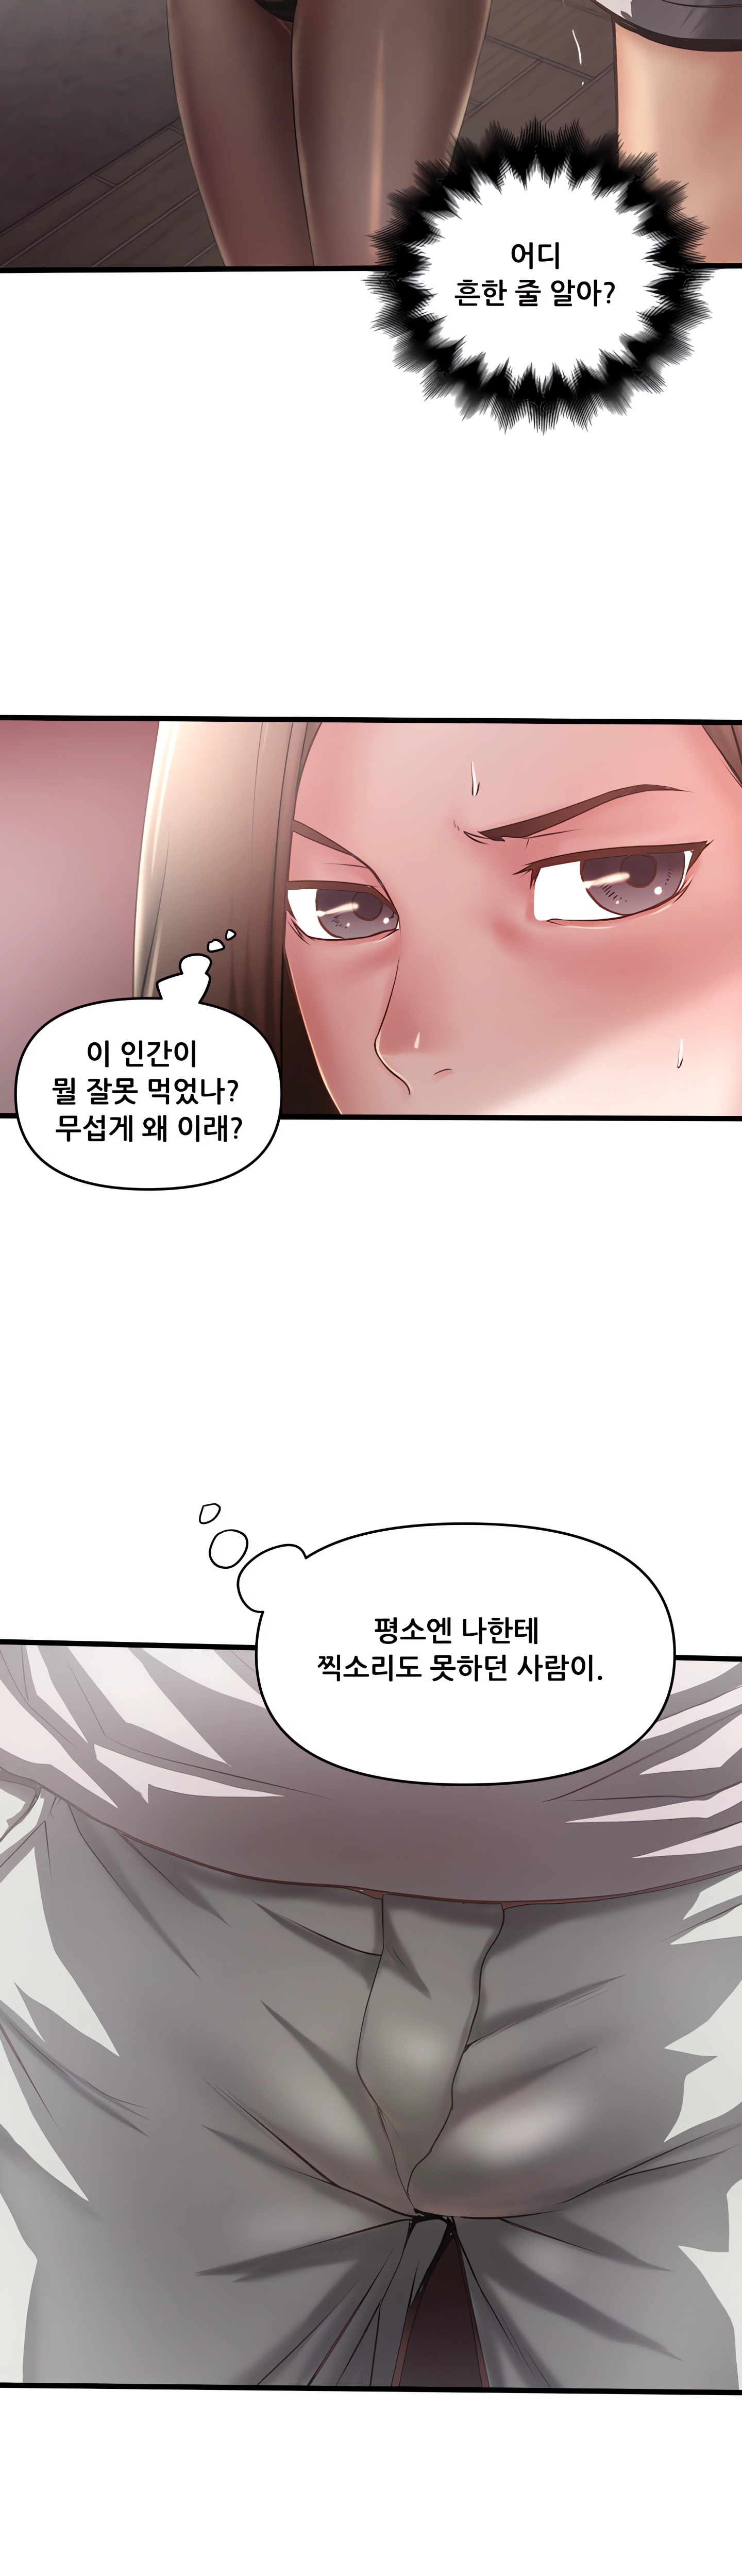 어디
흔한 줄 알아?
이 인간이
뭘 잘못 먹었나?
무섭게 왜 이래?
평소엔 나한테
찍소리도 못하던 사람이.